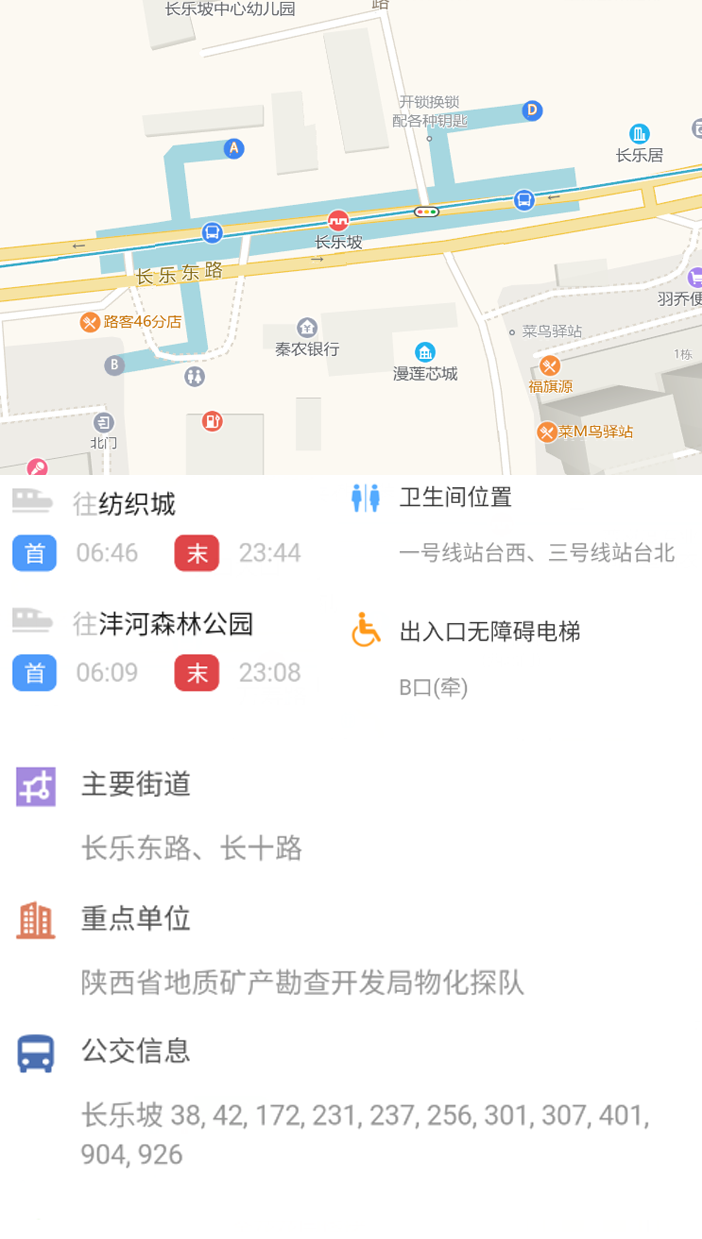 长乐坡中心幼儿园
路
开锁换锁
配各种钥匙
D
A
长乐居
长乐坡
长乐东路
羽乔便
路客46分店
菜鸟驿站
秦农银行
1栋
B
漫莲芯城
福旗源
北门
菜M鸟驿站
往纺织城
首 06:46 末 23:44
往沣河森林公园
首 06:09 末 23:08
卫生间位置
一号线站台西、三号线站台北
出入口无障碍电梯
B口(牵)
主要街道
长乐东路、长十路
重点单位
陕西省地质矿产勘查开发局物化探队
公交信息
长乐坡 38, 42, 172, 231, 237, 256, 301, 307, 401,
904, 926